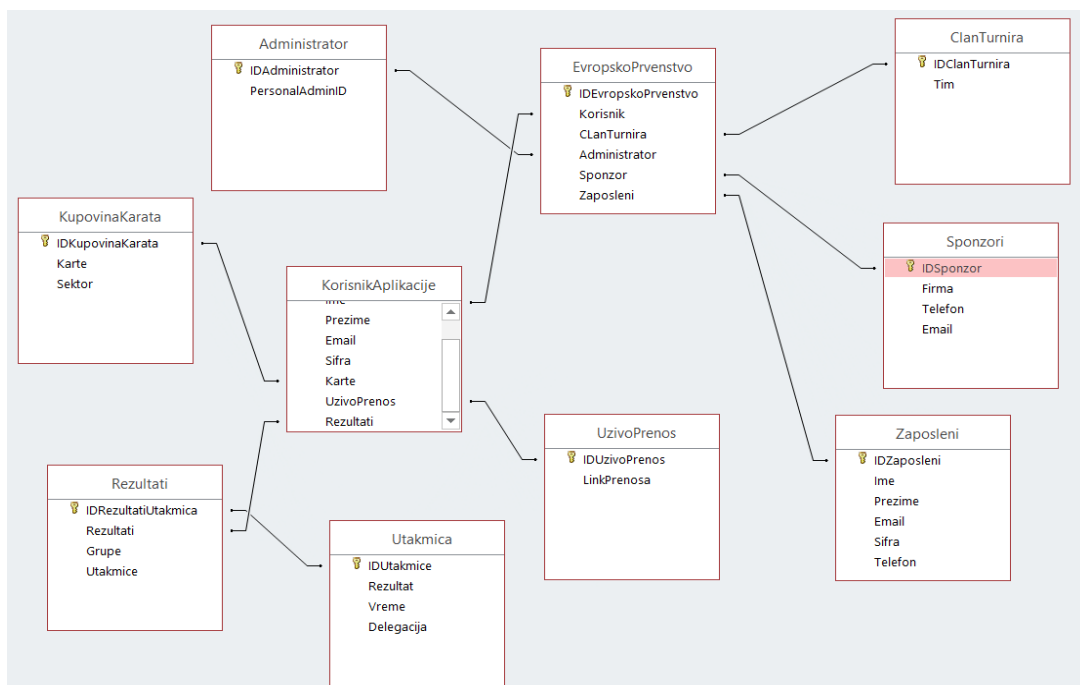 Administrator
IDAdministrator
PersonalAdminID
EvropskoPrvenstvo
IDEvropskoPrvenstvo
Korisnik
CLanTurnira
Administrator
Sponzor
Zaposleni
ClanTurnira
IDClanTurnira
Tim
KupovinaKarata
IDKupovinaKarata
Karte
Sektor
KorisnikAplikacije
Ime
Prezime
Email
Sifra
Karte
UzivoPrenos
Rezultati
Sponzori
IDSponzor
Firma
Telefon
Email
Rezultati
IDRezultatiUtakmica
Rezultati
Grupe
Utakmice
Utakmica
IDUtakmice
Rezultat
Vreme
Delegacija
UzivoPrenos
IDUzivoPrenos
LinkPrenosa
Zaposleni
IDZaposleni
Ime
Prezime
Email
Sifra
Telefon